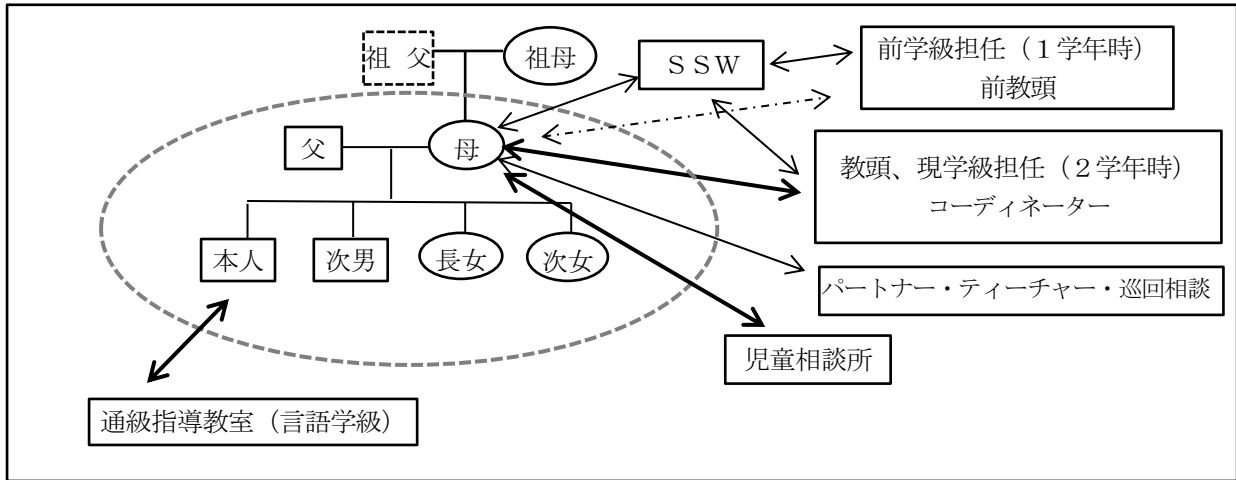 祖 父
祖母
ＳＳＷ
前学級担任（１学年時）
前教頭
父
母
教頭、現学級担任（２学年時）
コーディネーター
本人
次男
長女
次女
パートナー・ティーチャー・巡回相談
児童相談所
通級指導教室（言語学級）